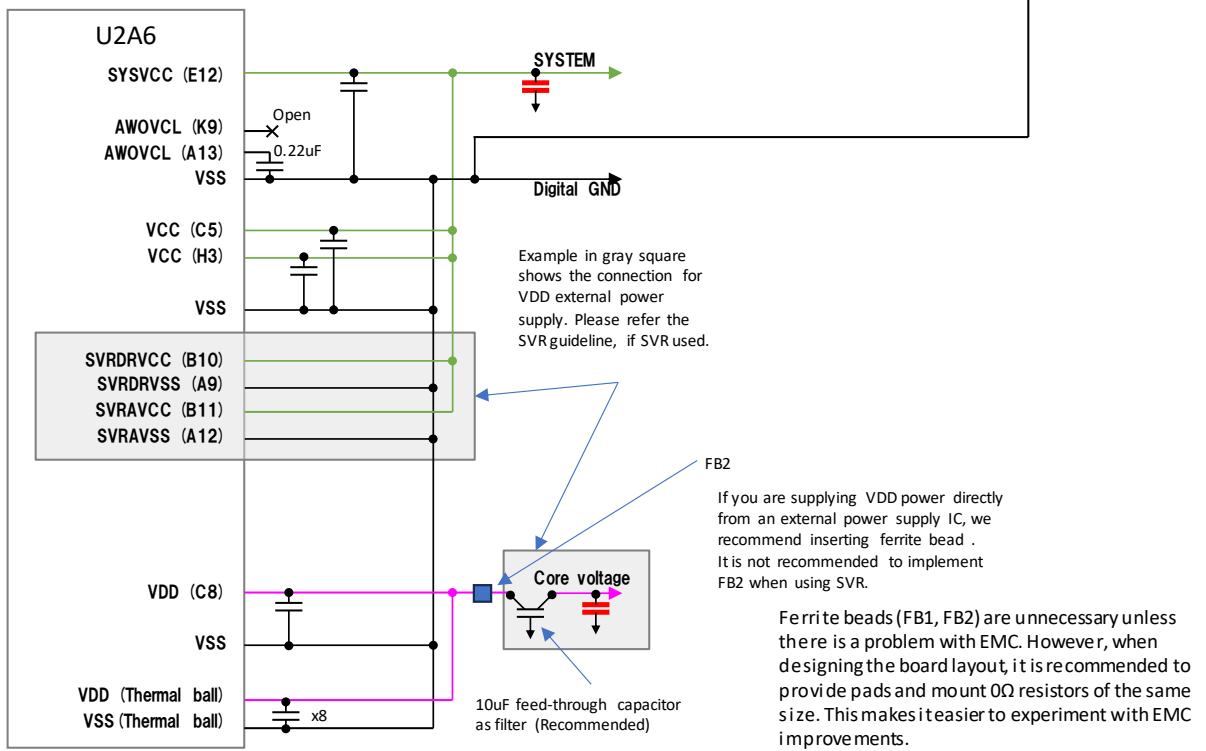 U2A6
SYSVCC (E12)
SYSTEM
AWOVCL (K9)
Open
AWOVCL (A13)
0.22uF
VSS
Digital GND
VCC (C5)
VCC (H3)
VSS
Example in gray square
shows the connection for
VDD external power
supply. Please refer the
SVR guideline, if SVR used.
SVRDRVCC (B10)
SVRDRVSS (A9)
SVRAVCC (B11)
SVRAVSS (A12)
FB2
If you are supplying VDD power directly
from an external power supply IC, we
recommend inserting ferrite bead .
It is not recommended to implement
FB2 when using SVR.
Core voltage
VDD (C8)
VSS
VDD (Thermal ball)
VSS (Thermal ball)
x8
10uF feed-through capacitor
as filter (Recommended)
Ferrite beads (FB1, FB2) are unnecessary unless
there is a problem with EMC. However, when
designing the board layout, it is recommended to
provide pads and mount 0Ω resistors of the same
size. This makes it easier to experiment with EMC
improvements.